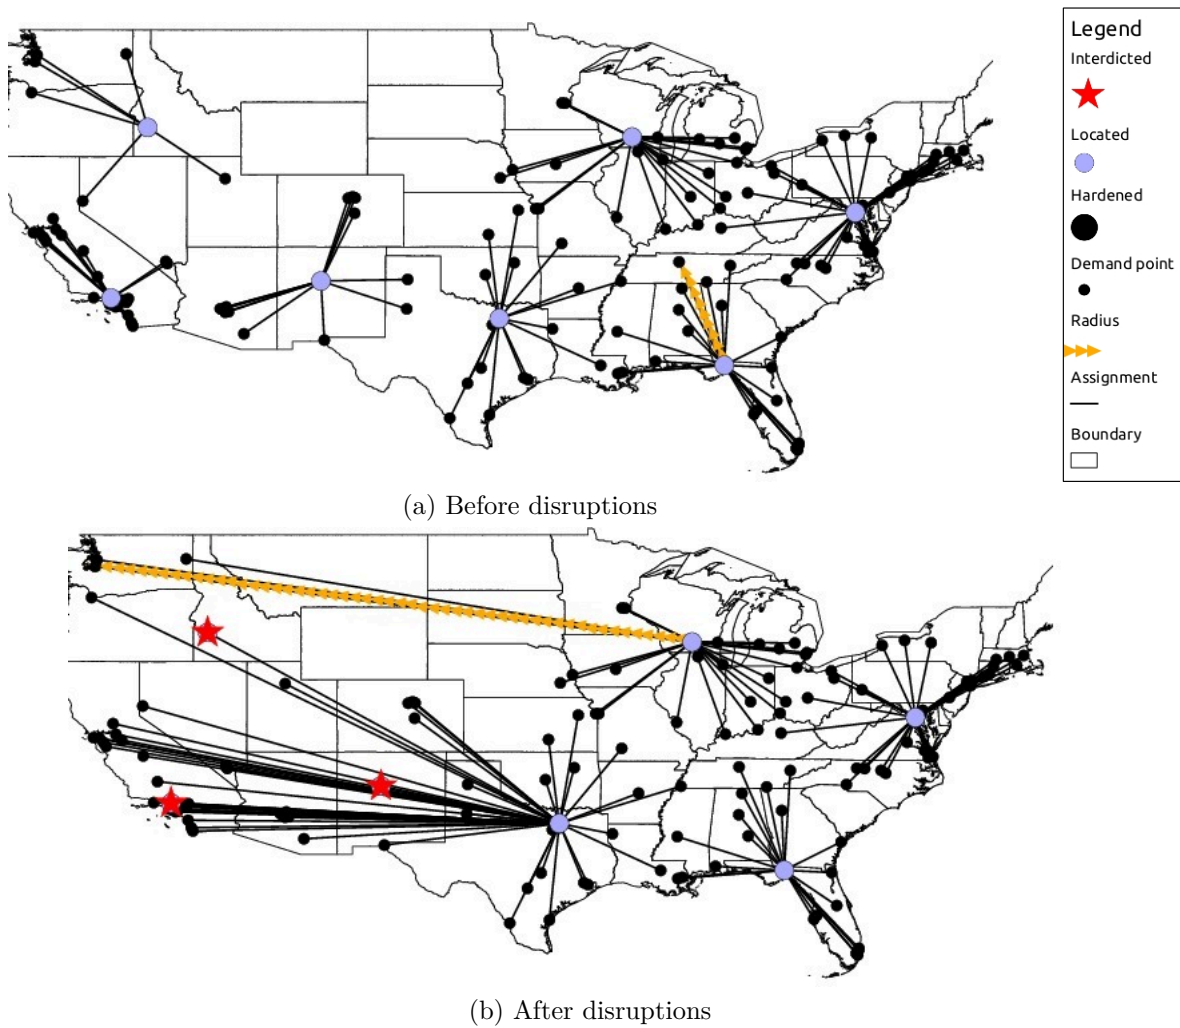 Legend
Interdicted
Located
Hardened
Demand point
Radius
Assignment
Boundary
(a) Before disruptions
(b) After disruptions